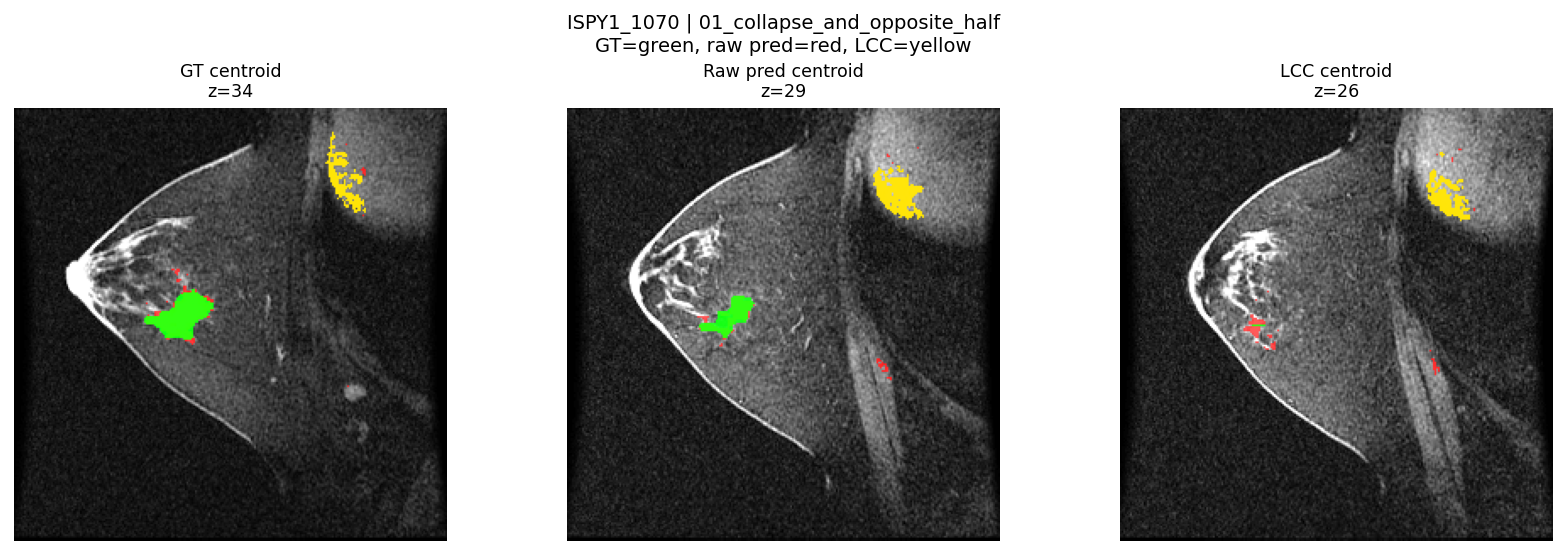 ISPY1_1070 | 01_collapse_and_opposite_half
GT=green, raw pred=red, LCC=yellow
GT centroid
z=34
Raw pred centroid
z=29
LCC centroid
z=26